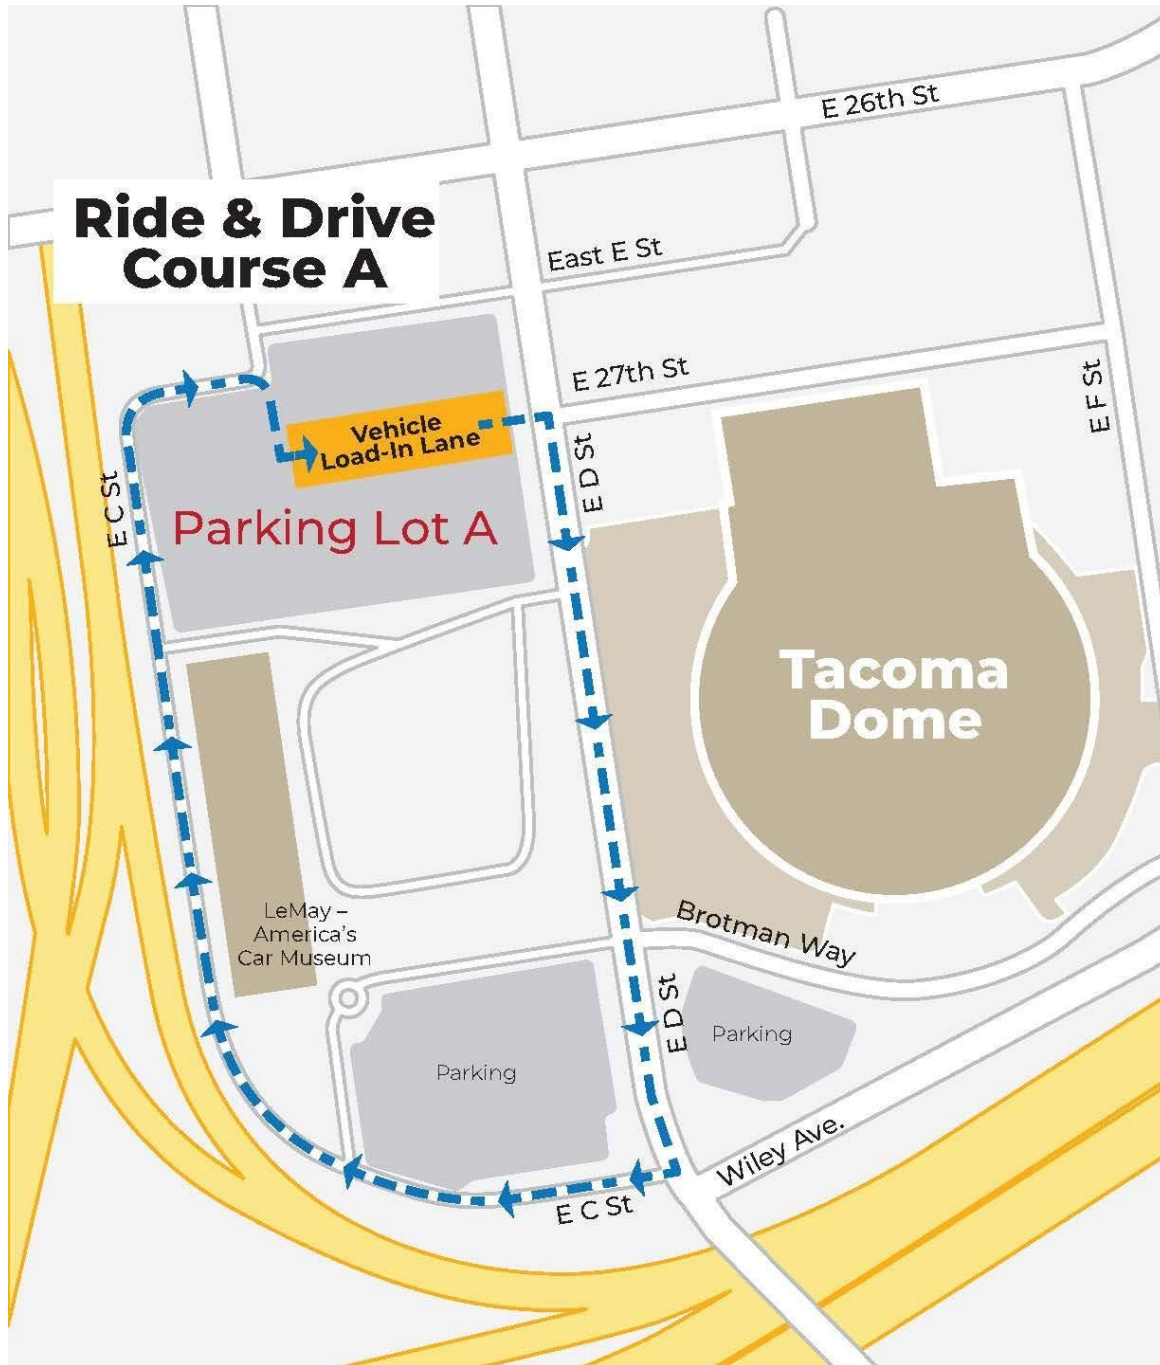 E 26th St
Ride & Drive
Course A
East E St
E 27th St
E F St
Vehicle
Load-In Lane
E D St
E C St
Parking Lot A
Tacoma
Dome
LeMay –
America's
Car Museum
Brotman Way
E D St
Parking
Parking
Wiley Ave.
E C St